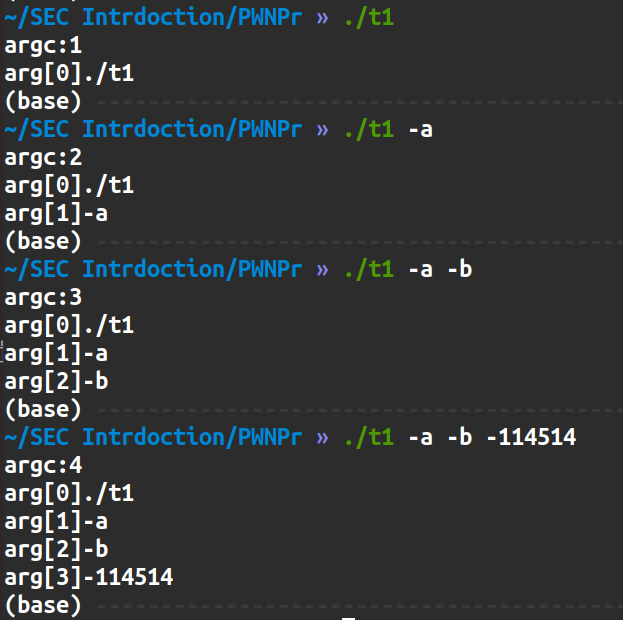 ~/SEC Intrdoction/PWNPr » ./t1
argc:1
arg[0]./t1
(base)
~/SEC Intrdoction/PWNPr » ./t1 -a
argc:2
arg[0]./t1
arg[1]-a
(base)
~/SEC Intrdoction/PWNPr » ./t1 -a -b
argc:3
arg[0]./t1
arg[1]-a
arg[2]-b
(base)
~/SEC Intrdoction/PWNPr » ./t1 -a -b -114514
argc:4
arg[0]./t1
arg[1]-a
arg[2]-b
arg[3]-114514
(base)